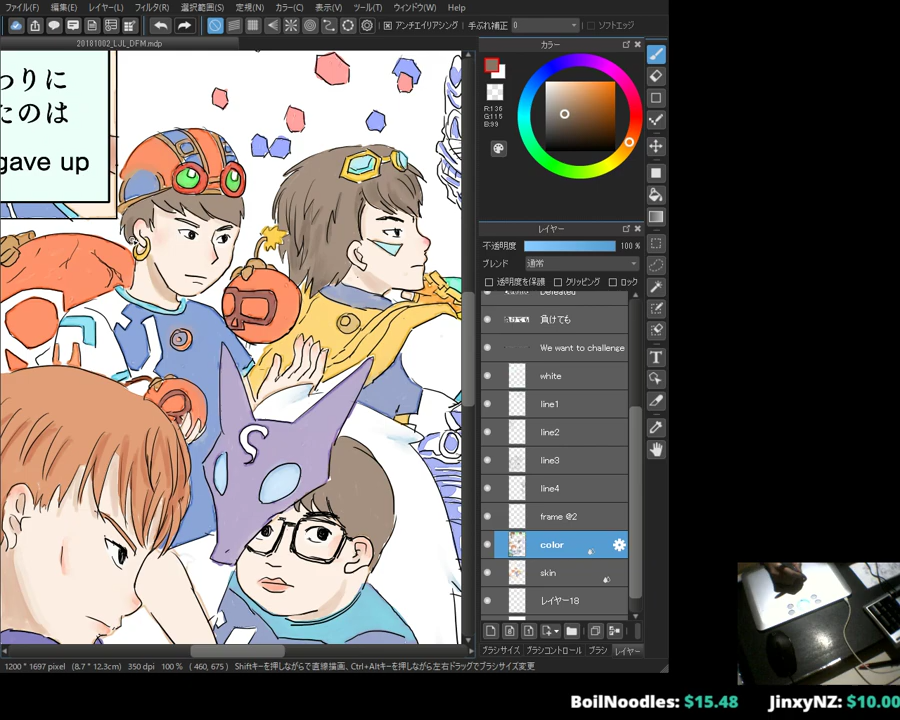 ファイル(F) 編集(E) レイヤー(L) フィルタ(R) 選択範囲(S) 定規(N) カラー(C) 表示(V) ツール(T) ウィンドウ(W) Help
アンチエイリアシング 手ぶれ補正 0 ソフトエッジ
20181002_LJL_DFM.mdp
つりに
たのは
gave up
カラー
R:136
G:115
B:99
レイヤー
不透明度 100 %
ブレンド 通常
透明度を保護 クリッピング ロック
Defeated
負けても
We want to challenge
white
line1
line2
line3
line4
frame @2
color
skin
レイヤー18
ブラシサイズ ブラシコントロール ブラシ レイヤー
1200 * 1697 pixel (8.7 * 12.3cm) 350 dpi 100 % ( 460, 675 ) Shiftキーを押しながらで直線描画、Ctrl+Altキーを押しながら左右ドラッグでブラシサイズ変更
BoilNoodles: $15.48 JinxyNZ: $10.00